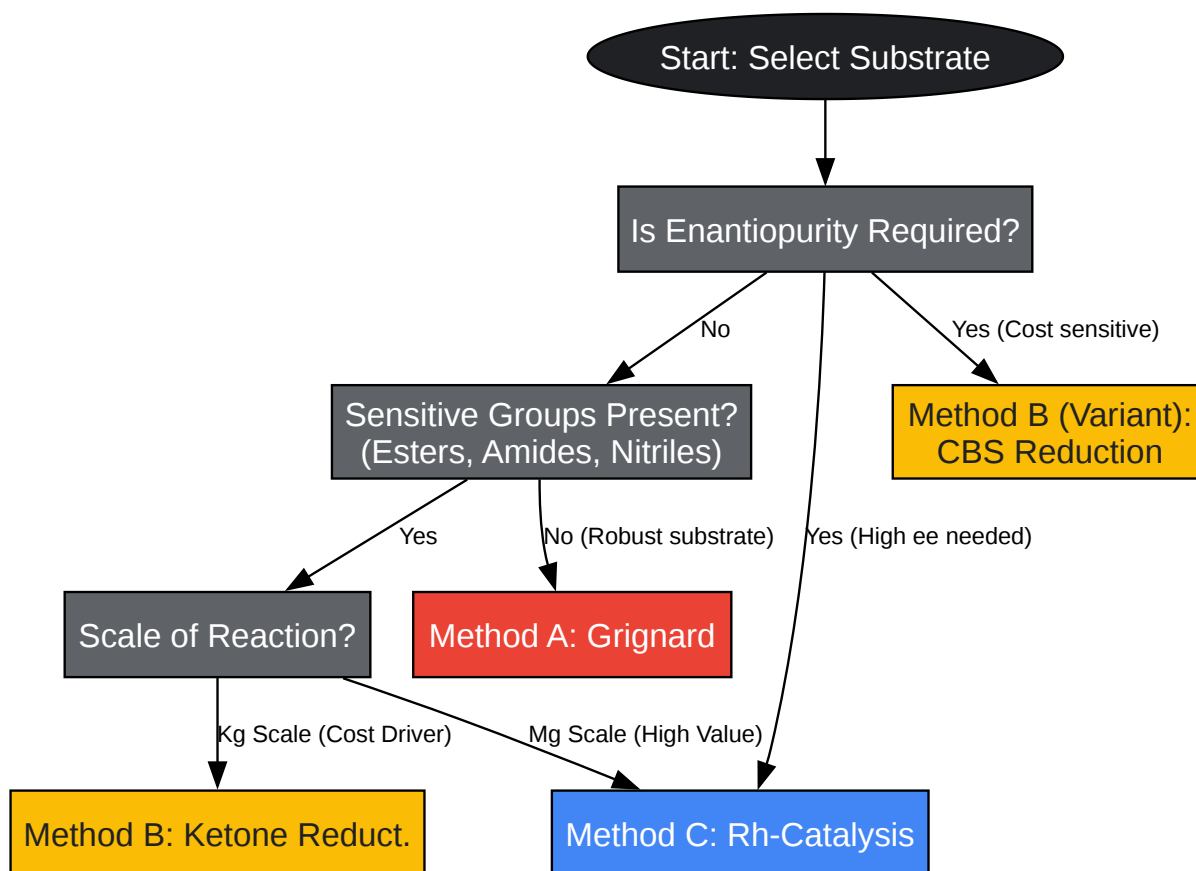 Start: Select Substrate
Is Enantiopurity Required?
No
Yes (Cost sensitive)
Sensitive Groups Present?
(Esters, Amides, Nitriles)
Method B (Variant):
CBS Reduction
Yes
No (Robust substrate)
Yes (High ee needed)
Scale of Reaction?
Method A: Grignard
Kg Scale (Cost Driver)
Mg Scale (High Value)
Method B: Ketone Reduct.
Method C: Rh-Catalysis